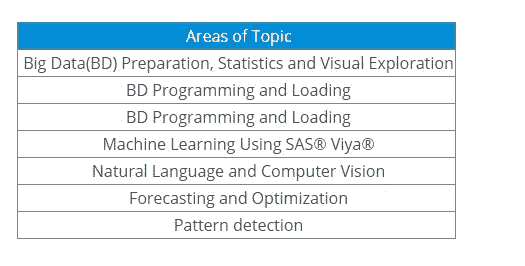 Areas of Topic
Big Data(BD) Preparation, Statistics and Visual Exploration
BD Programming and Loading
BD Programming and Loading
Machine Learning Using SAS® Viya®
Natural Language and Computer Vision
Forecasting and Optimization
Pattern detection